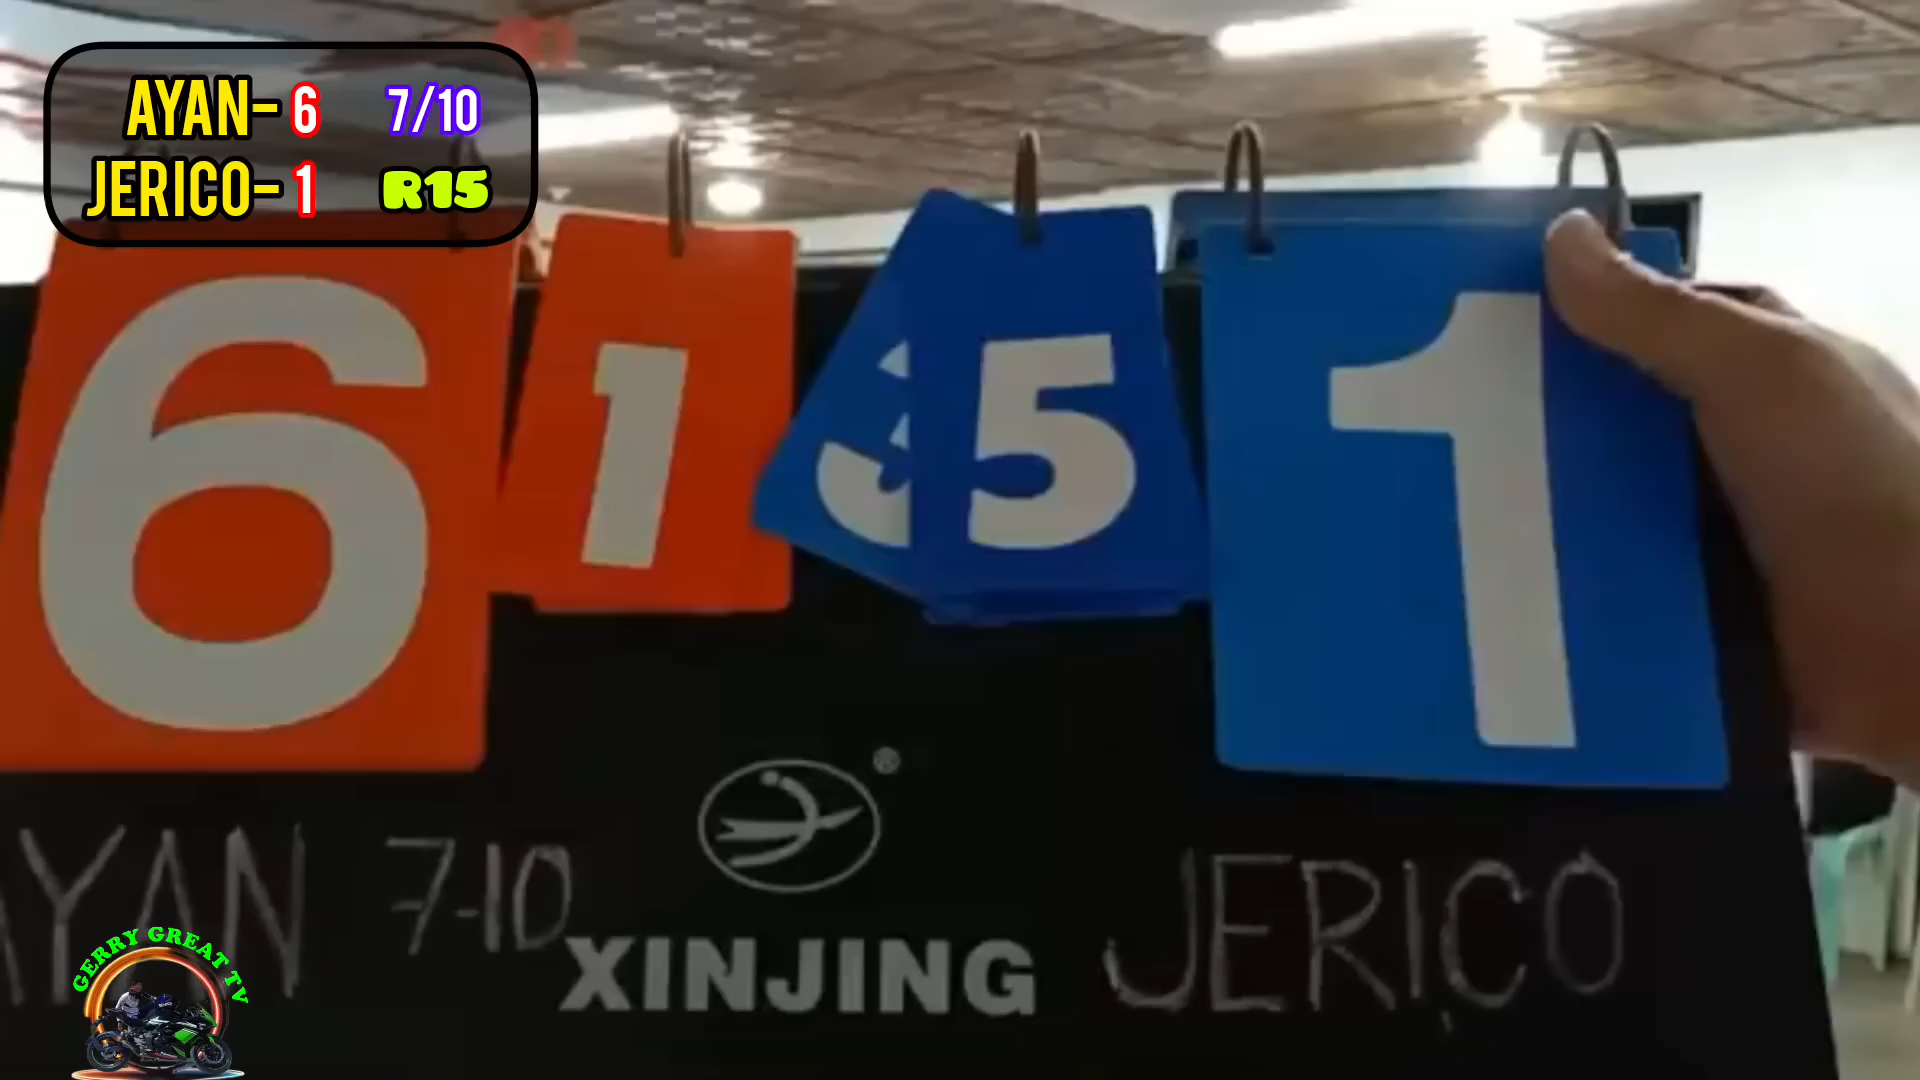 AYAN- 6 7/10
JERICO- 1 R15
6 1 3 5 1
AYAN 7-10 JERICO
®
XINJING
GERRY GREAT TV